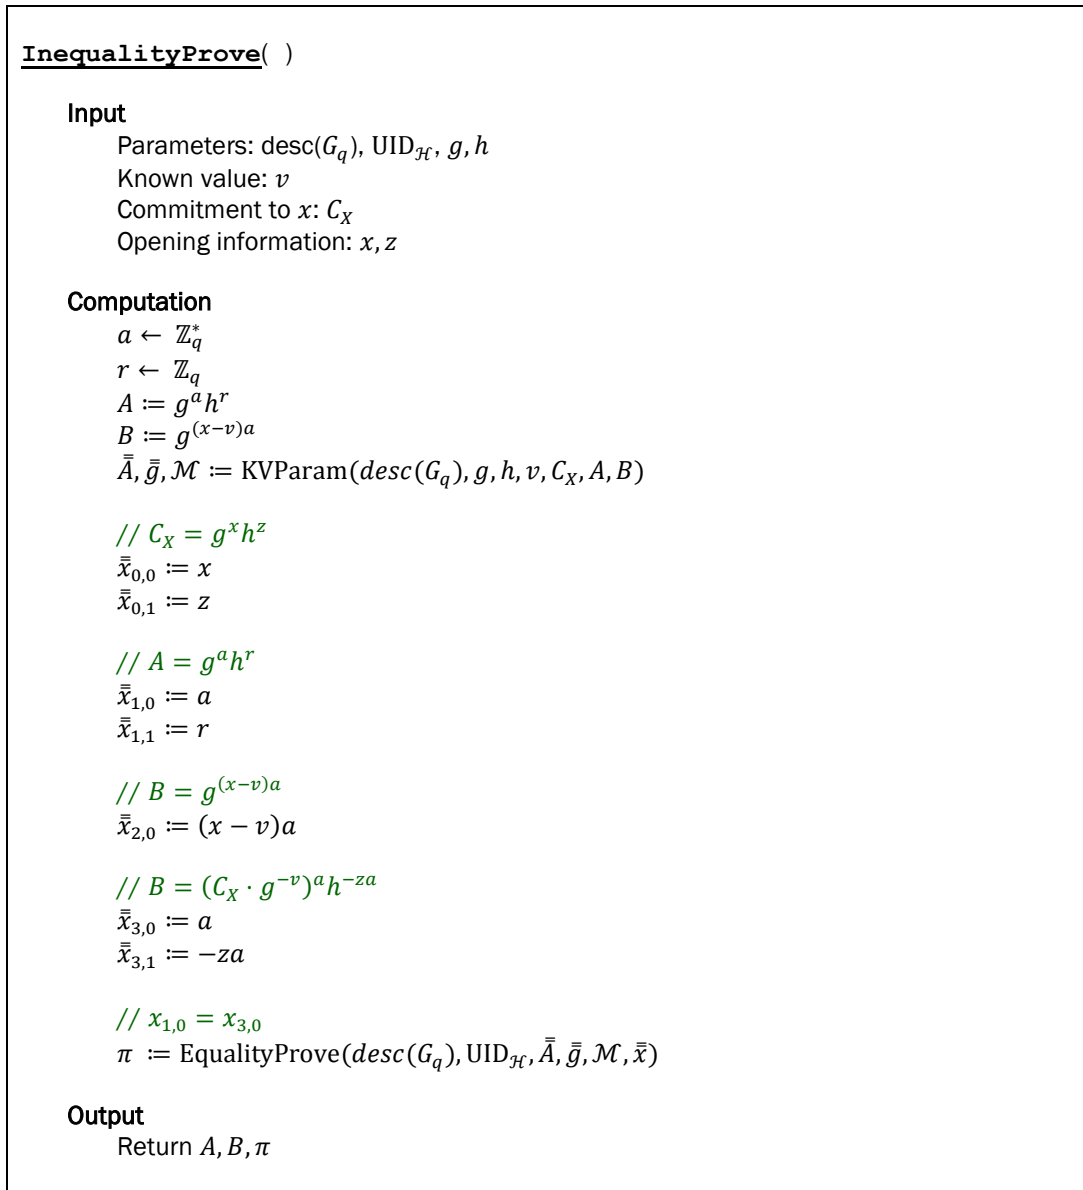 InequalityProve( )
Input
Parameters: desc(G_q), UID_ℋ, g, h
Known value: v
Commitment to x: C_X
Opening information: x, z
Computation
a ← ℤ_q^*
r ← ℤ_q
A ≔ g^a h^r
B ≔ g^{(x−v)a}
A̿, g̿, ℳ ≔ KVParam(desc(G_q), g, h, v, C_X, A, B)
// C_X = g^x h^z
x̿_{0,0} ≔ x
x̿_{0,1} ≔ z
// A = g^a h^r
x̿_{1,0} ≔ a
x̿_{1,1} ≔ r
// B = g^{(x−v)a}
x̿_{2,0} ≔ (x − v)a
// B = (C_X · g^{−v})^a h^{−za}
x̿_{3,0} ≔ a
x̿_{3,1} ≔ −za
// x_{1,0} = x_{3,0}
π ≔ EqualityProve(desc(G_q), UID_ℋ, A̿, g̿, ℳ, x̿)
Output
Return A, B, π